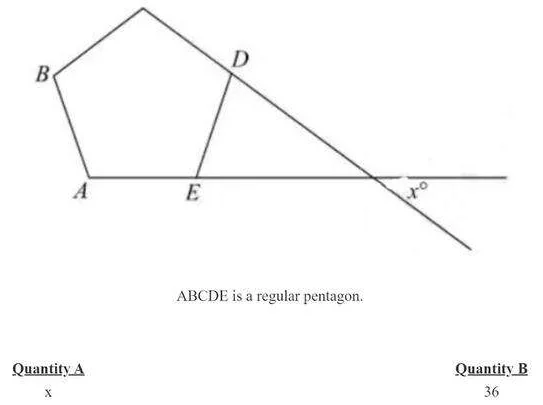 B
D
A
E
x°
ABCDE is a regular pentagon.
Quantity A
Quantity B
x
36